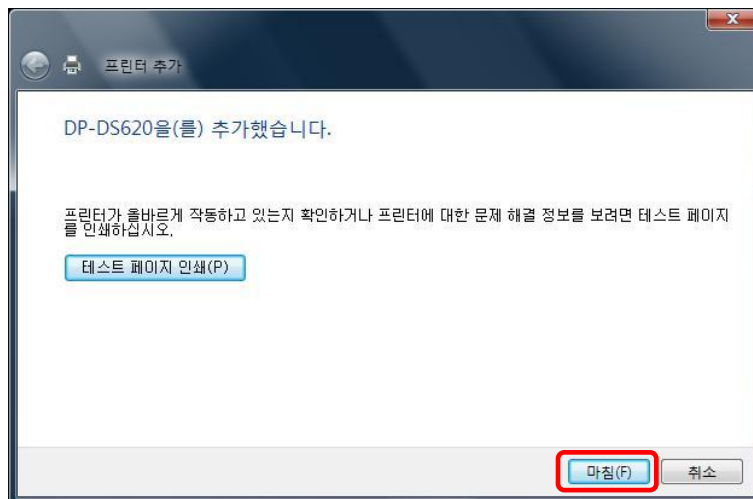 프린터 추가
DP-DS620을(를) 추가했습니다.
프린터가 올바르게 작동하고 있는지 확인하거나 프린터에 대한 문제 해결 정보를 보려면 테스트 페이지
를 인쇄하십시오.
테스트 페이지 인쇄(P)
마침(F) 취소